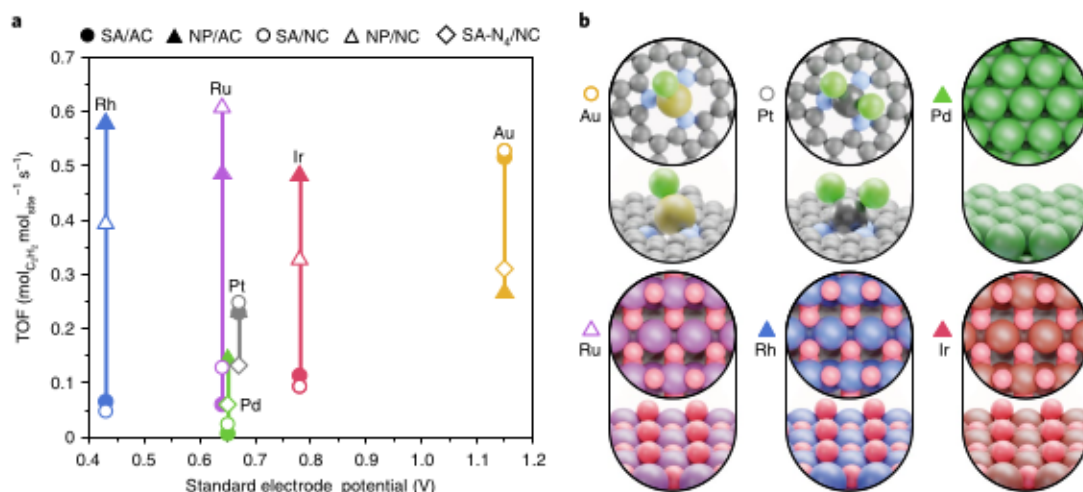 a
SA/AC NP/AC SA/NC NP/NC SA-N₄/NC
0.7
0.6
0.5
0.4
0.3
0.2
0.1
0
TOF (mol_C₂H₂ mol_site⁻¹ s⁻¹)
Rh
Ru
Ir
Au
Pt
Pd
0.4 0.5 0.6 0.7 0.8 0.9 1.0 1.1 1.2
Standard electrode potential (V)
b
Au
Pt
Pd
Ru
Rh
Ir